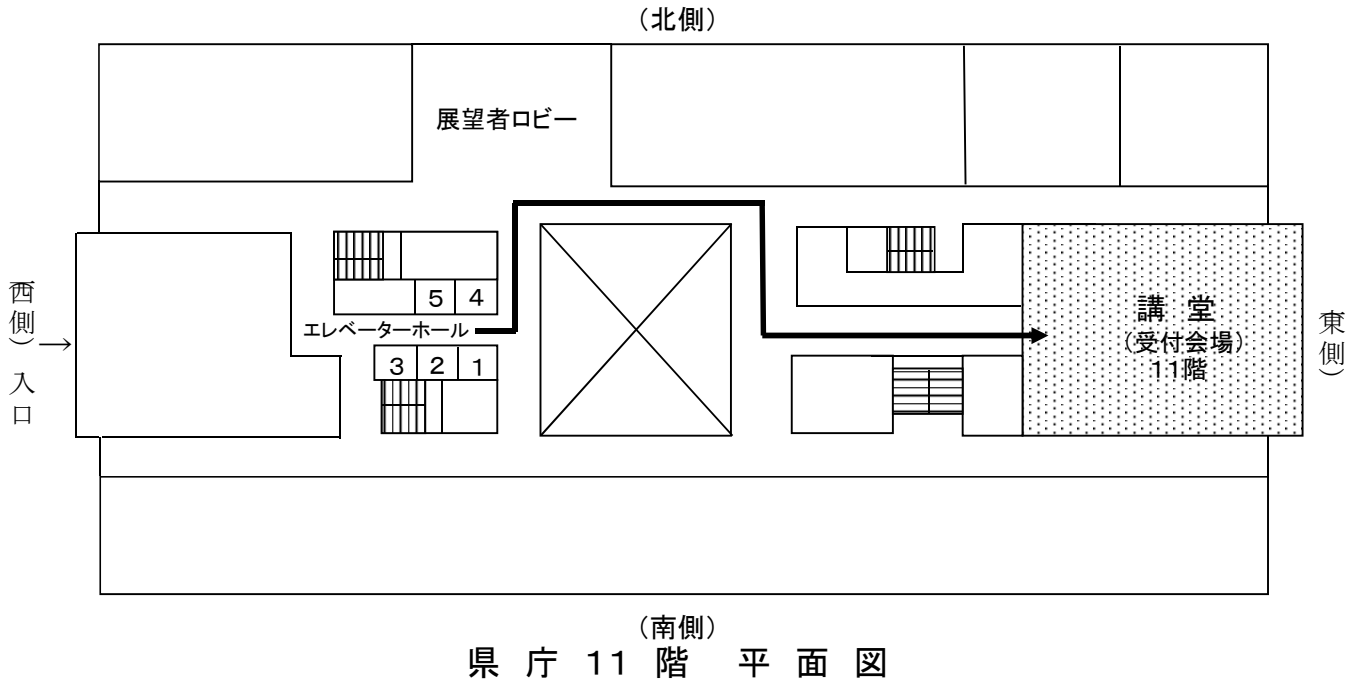 （北側）
展望者ロビー
5 4
エレベーターホール
3 2 1
西側）入口
→
講 堂
（受付会場）
11階
東側）
（南側）
県 庁 11 階 平 面 図